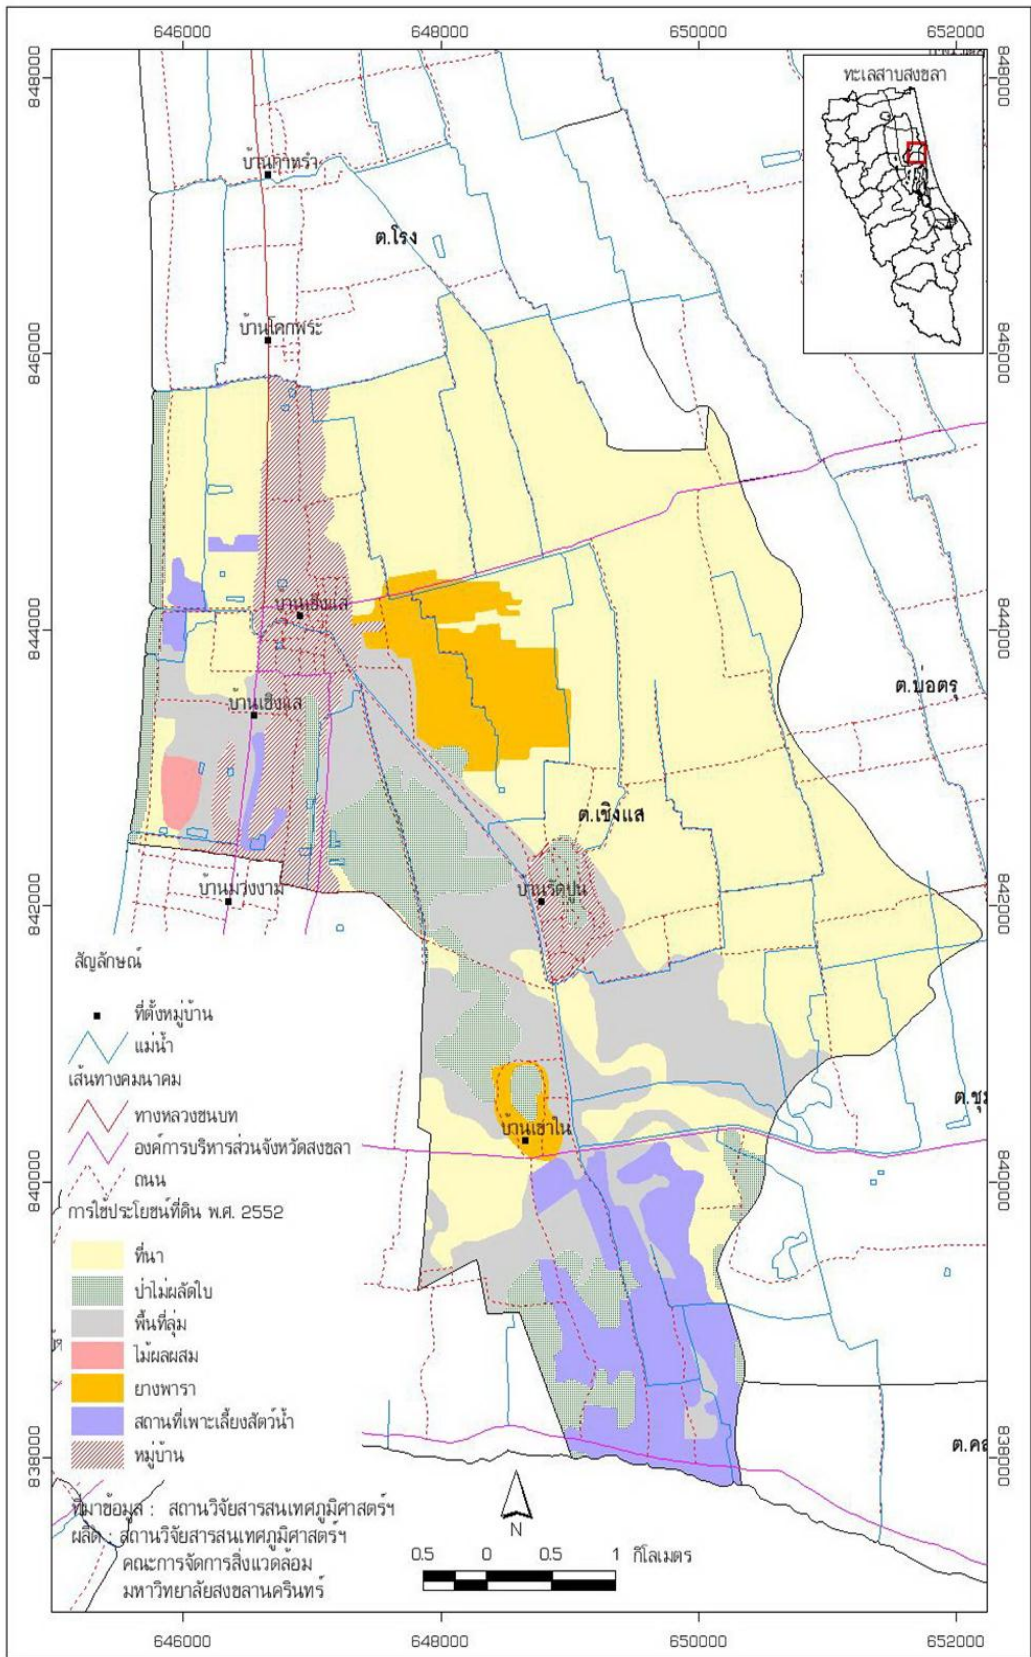 646000 648000 650000 652000
848000 848000
ทะเลสาบสงขลา
บ้านกาหรำ
ต.โรง
บ้านโคกพระ
846000 846000
บ้านเชิงแส
844000 844000
ต.บ่อตรุ
บ้านเชิงแส
ต.เชิงแส
บ้านม่วงงาม
บ้านรัดปูน
842000 842000
สัญลักษณ์
ที่ตั้งหมู่บ้าน
แม่น้ำ
เส้นทางคมนาคม
ทางหลวงชนบท
องค์การบริหารส่วนจังหวัดสงขลา
ถนน
บ้านเขาใน
840000 840000
การใช้ประโยชน์ที่ดิน พ.ศ. 2552
ที่นา
ป่าไม่ผลัดใบ
พื้นที่ลุ่ม
ไม้ผลผสม
ยางพารา
สถานที่เพาะเลี้ยงสัตว์น้ำ
หมู่บ้าน
838000 838000
ที่มาข้อมูล : สถานวิจัยสารสนเทศภูมิศาสตร์ฯ
ผลิต : สถานวิจัยสารสนเทศภูมิศาสตร์ฯ
คณะการจัดการสิ่งแวดล้อม
มหาวิทยาลัยสงขลานครินทร์
N
0.5 0 0.5 1 กิโลเมตร
646000 648000 650000 652000